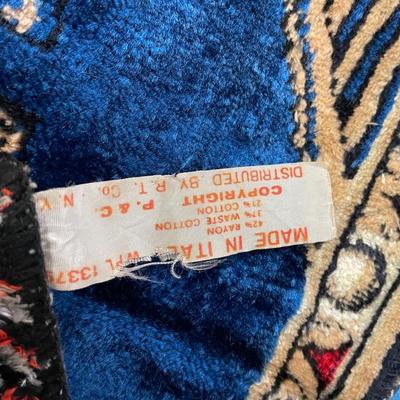 MADE IN ITAL WPL 1337
42% RAYON
37% WASTE COTTON
21% COTTON
COPYRIGHT P. & C.
DISTRIBUTED BY R. T. Co. N. Y.